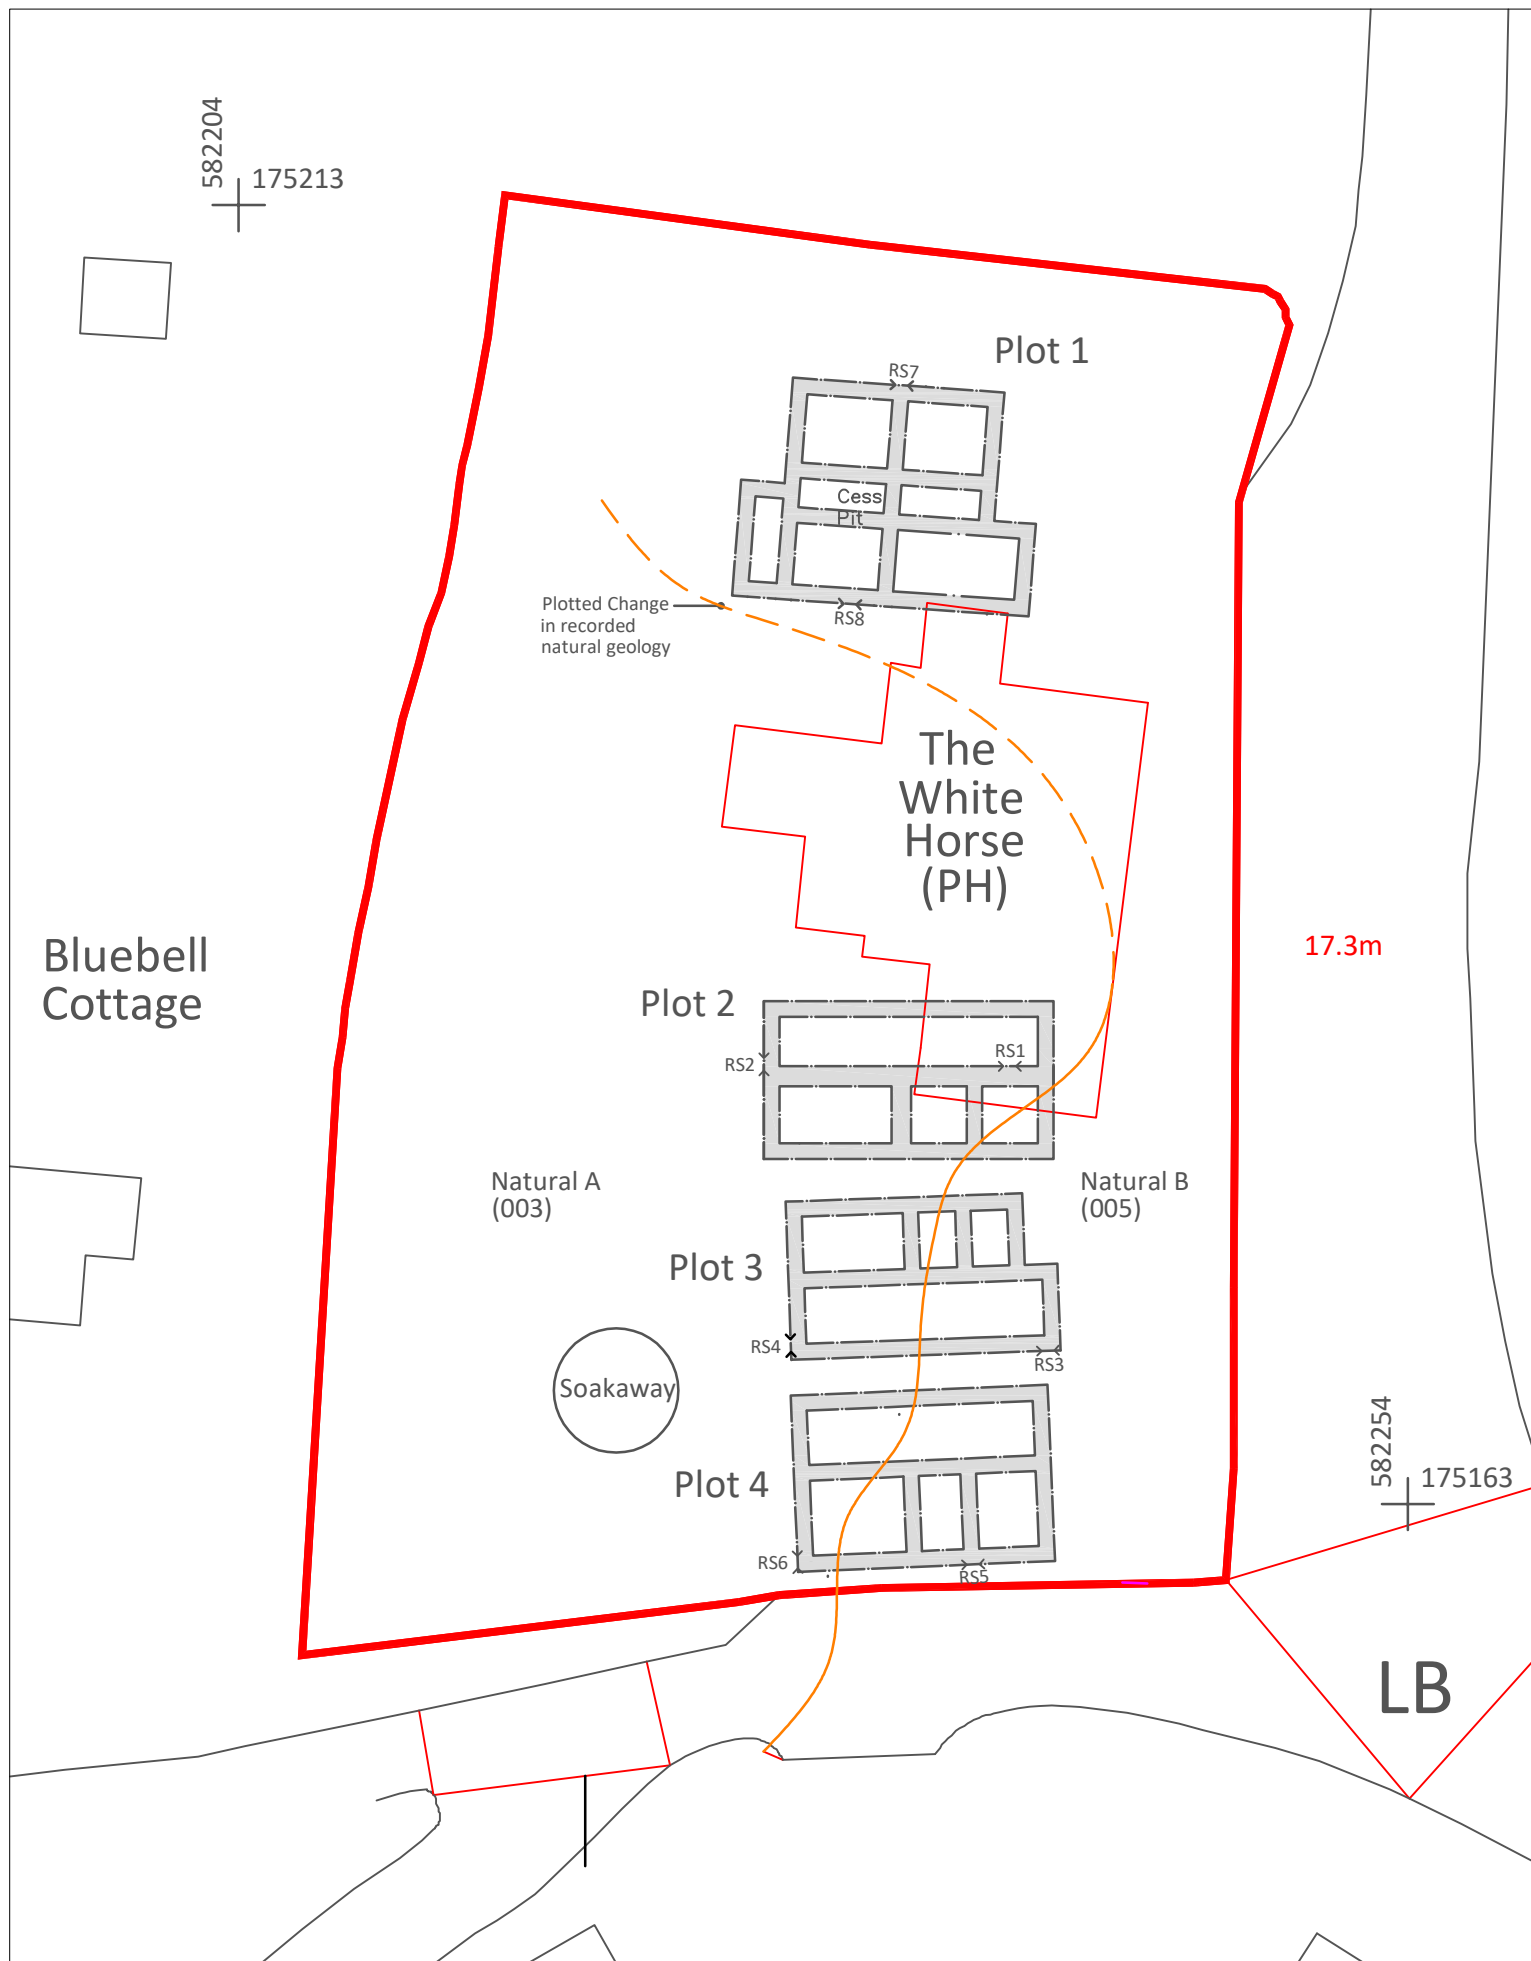 582204
175213
Plot 1
RS7
Cess
Pit
Plotted Change
in recorded
natural geology
RS8
The
White
Horse
(PH)
Bluebell
Cottage
17.3m
Plot 2
RS2
RS1
Natural A
(003)
Natural B
(005)
Plot 3
RS4
RS3
Soakaway
582254
175163
Plot 4
RS6
RS5
LB